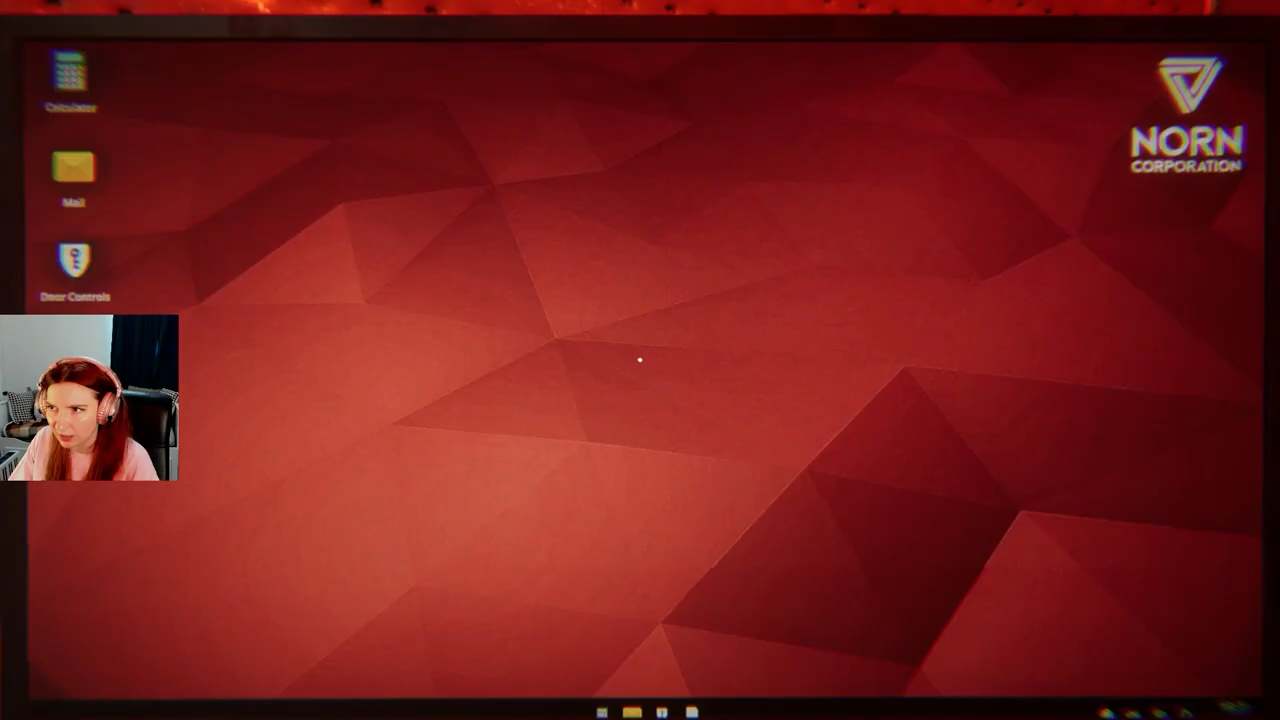 Calculator
Mail
Door Controls
NORN
CORPORATION